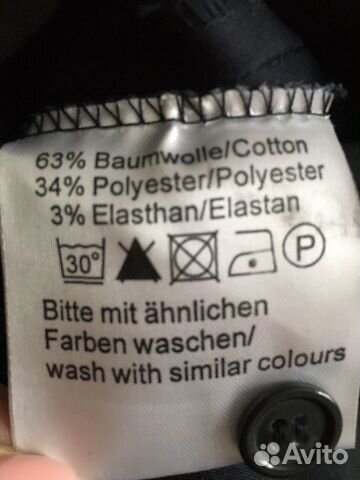 63% Baumwolle/Cotton
34% Polyester/Polyester
3% Elasthan/Elastan
30° P
Bitte mit ähnlichen
Farben waschen/
wash with similar colours
Avito